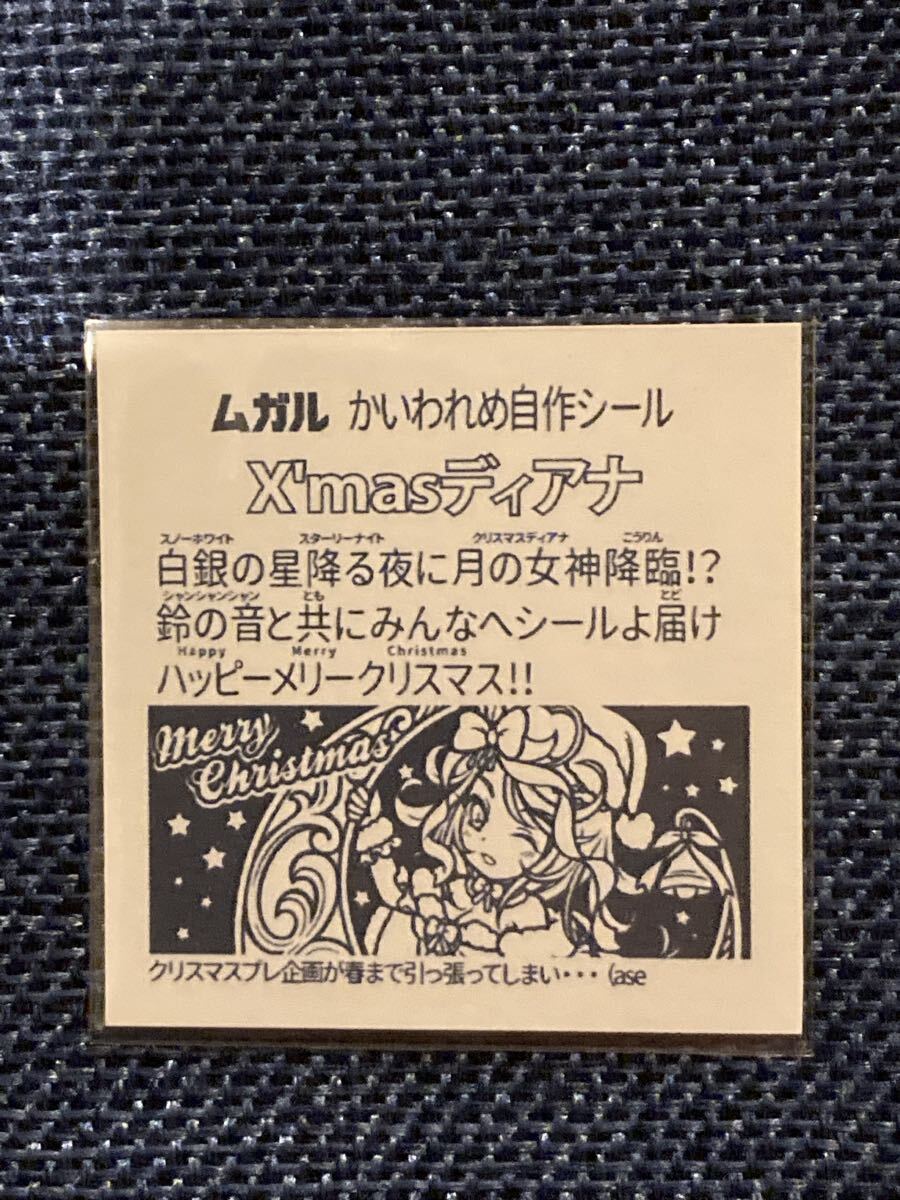 ムガル かいわれめ自作シール
X'masディアナ
スノーホワイト スターリーナイト クリスマスディアナ こうりん
白銀の星降る夜に月の女神降臨!?
シャンシャンシャン とも とど
鈴の音と共にみんなへシールよ届け
Happy Merry Christmas
ハッピーメリークリスマス!!
Merry
Christmas
クリスマスプレ企画が春まで引っ張ってしまい・・・(ase